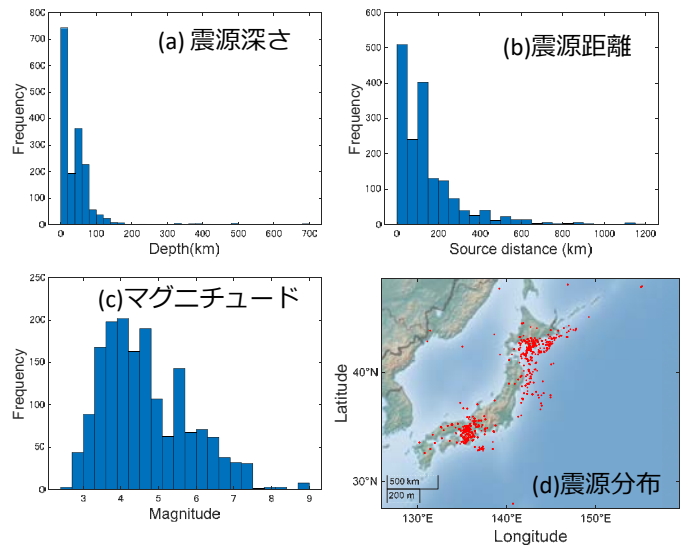 (a) 震源深さ
800
700
600
500
400
300
200
100
0
Frequency
0 100 200 300 400 500 600 700
Depth(km)
(b)震源距離
600
500
400
300
200
100
0
Frequency
0 200 400 600 800 1000 1200
Source distance (km)
(c)マグニチュード
250
200
150
100
50
0
Frequency
3 4 5 6 7 8 9
Magnitude
40°N
30°N
Latitude
500 km
200 m
(d)震源分布
130°E 140°E 150°E
Longitude